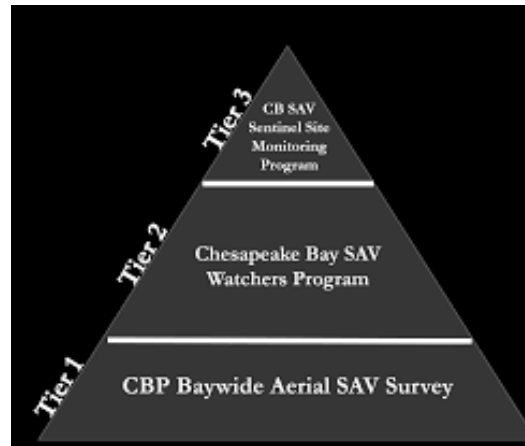 Tier 3
CB SAV
Sentinel Site
Monitoring
Program
Tier 2
Chesapeake Bay SAV
Watchers Program
Tier 1
CBP Baywide Aerial SAV Survey